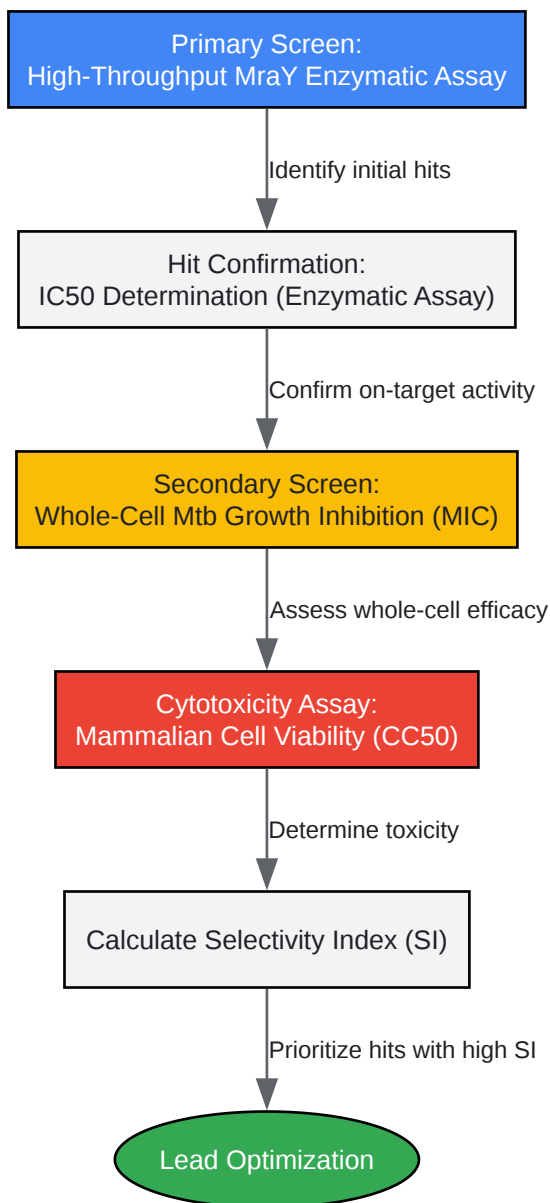 Primary Screen:
High-Throughput MraY Enzymatic Assay
Identify initial hits
Hit Confirmation:
IC50 Determination (Enzymatic Assay)
Confirm on-target activity
Secondary Screen:
Whole-Cell Mtb Growth Inhibition (MIC)
Assess whole-cell efficacy
Cytotoxicity Assay:
Mammalian Cell Viability (CC50)
Determine toxicity
Calculate Selectivity Index (SI)
Prioritize hits with high SI
Lead Optimization